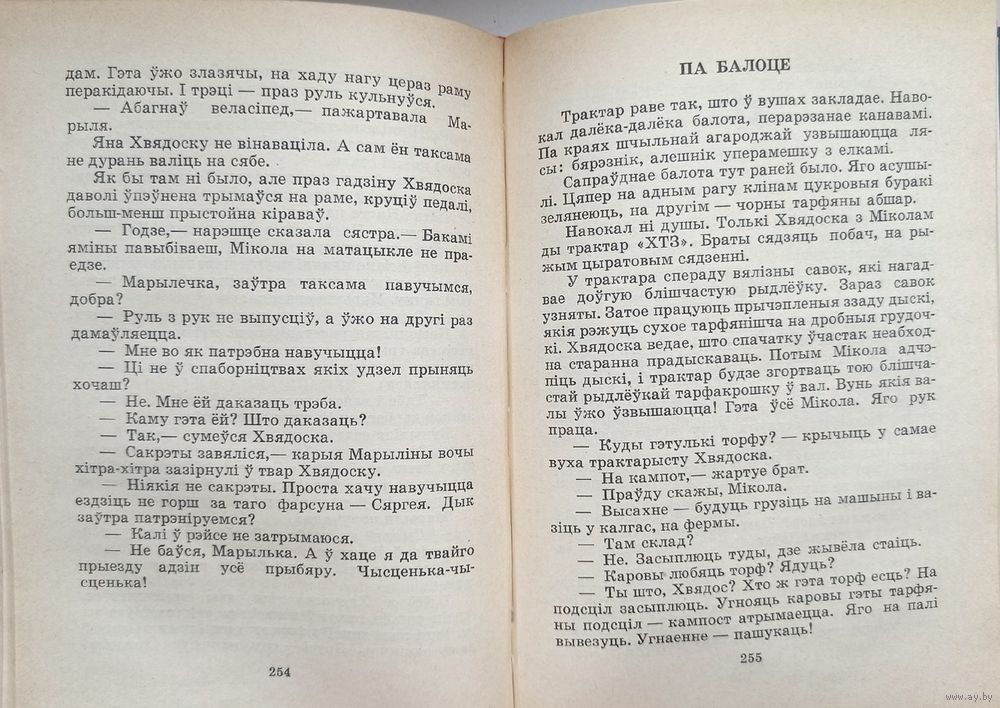 дам. Гэта ўжо злазячы, на хаду нагу цераз раму
перакідаючы. І трэці — праз руль кульнуўся.
— Абагнаў веласіпед,— пажартавала Ма-
рыля.
Яна Хвядоску не вінаваціла. А сам ён таксама
не дурань валіць на сябе.
Як бы там ні было, але праз гадзіну Хвядоска
даволі ўпэўнена трымаўся на раме, круціў педалі,
больш-менш прыстойна кіраваў.
— Годзе,— нарэшце сказала сястра.— Бакамі
яміны павыбіваеш, Мікола на матацыкле не пра-
едзе.
— Марылечка, заўтра таксама павучымся,
добра?
— Руль з рук не выпусціў, а ўжо на другі раз
дамаўляецца.
— Мне во як патрэбна навучыцца!
— Ці не ў спаборніцтвах якіх удзел прыняць
хочаш?
— Не. Мне ёй даказаць трэба.
— Каму гэта ёй? Што даказаць?
— Так,— сумеўся Хвядоска.
— Сакрэты завяліся,— карыя Марыліны вочы
хітра-хітра зазірнулі ў твар Хвядоску.
— Ніякія не сакрэты. Проста хачу навучыцца
ездзіць не горш за таго фарсуна — Сяргея. Дык
заўтра патрэніруемся?
— Калі ў рэйсе не затрымаюся.
— Не баўся, Марылька. А ў хаце я да твайго
прыезду адзін усё прыбяру. Чысценька-чы-
сценька!
254
ПА БАЛОЦЕ
Трактар раве так, што ў вушах закладае. Наво-
кал далёка-далёка балота, перарэзанае канавамі.
Па краях шчыльнай агароджай узвышаюцца ля-
сы: бярэзнік, алешнік уперамешку з елкамі.
Сапраўднае балота тут раней было. Яго асушы-
лі. Цяпер на адным рагу клінам цукровыя буракі
зелянеюць, па другім — чорны тарфяны абшар.
Навокал ні душы. Толькі Хвядоска з Міколам
ды трактар «ХТЗ». Браты сядзяць побач, на ры-
жым цыратовым сядзенні.
У трактара спераду вялізны савок, які нагад-
вае доўгую блішчастую рыдлёўку. Зараз савок
узняты. Затое працуюць прычэпленыя ззаду дыскі,
якія рэжуць сухое тарфянішча на дробныя грудоч-
кі. Хвядоска ведае, што спачатку ўчастак неабход-
на старанна прадыскаваць. Потым Мікола адчэ-
піць дыскі, і трактар будзе згортваць тою блішча-
стай рыдлёўкай тарфакрошку ў вал. Вунь якія ва-
лы ўжо ўзвышаюцца! Гэта ўсё Мікола. Яго рук
праца.
— Куды гэтулькі торфу? — крычыць у самае
вуха трактарысту Хвядоска.
— На кампот,— жартуе брат.
— Праўду скажы, Мікола.
— Высахне — будуць грузіць на машыны і ва-
зіць у калгас, на фермы.
— Там склад?
— Не. Засыплюць туды, дзе жывёла стаіць.
— Каровы любяць торф? Ядуць?
— Ты што, Хвядос? Хто ж гэта торф есць? На
подсціл засыплюць. Угнояць каровы гэты тарфя-
ны подсціл — кампост атрымаецца. Яго на палі
вывезуць. Угнаенне — пашукаць!
255
www.ay.by